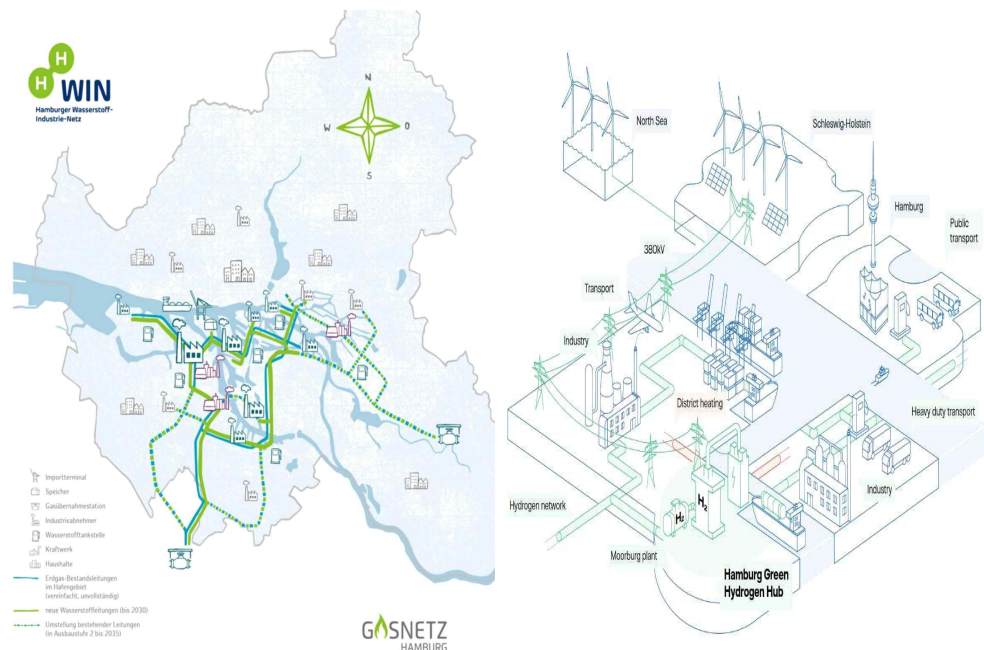 H
H
WIN
Hamburger Wasserstoff-
Industrie-Netz
N
W
O
S
Importterminal
Speicher
Gasübernahmestation
Industrieabnehmer
Wasserstofftankstelle
Kraftwerk
Haushalte
Erdgas-Bestandsleitungen
im Hafengebiet
(vereinfacht, unvollständig)
neue Wasserstoffleitungen (bis 2030)
Umstellung bestehender Leitungen
(in Ausbaustufe 2 bis 2035)
GASNETZ
HAMBURG
North Sea
Schleswig-Holstein
Hamburg
Public
transport
380kV
Transport
Industry
District heating
Heavy duty transport
Industry
Hydrogen network
H₂
H₂
Moorburg plant
Hamburg Green
Hydrogen Hub